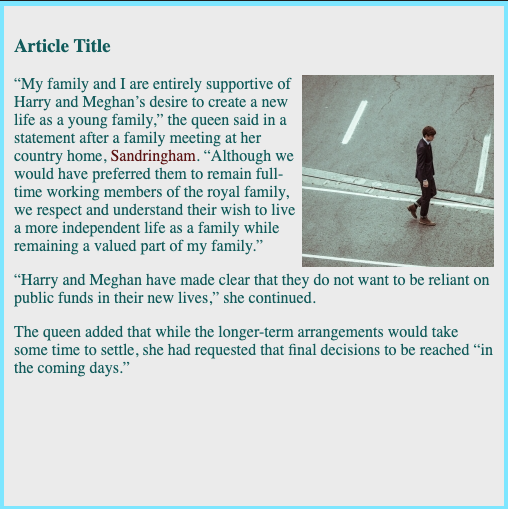 Article Title
“My family and I are entirely supportive of
Harry and Meghan’s desire to create a new
life as a young family,” the queen said in a
statement after a family meeting at her
country home, Sandringham. “Although we
would have preferred them to remain full-
time working members of the royal family,
we respect and understand their wish to live
a more independent life as a family while
remaining a valued part of my family.”
“Harry and Meghan have made clear that they do not want to be reliant on
public funds in their new lives,” she continued.
The queen added that while the longer-term arrangements would take
some time to settle, she had requested that final decisions to be reached “in
the coming days.”